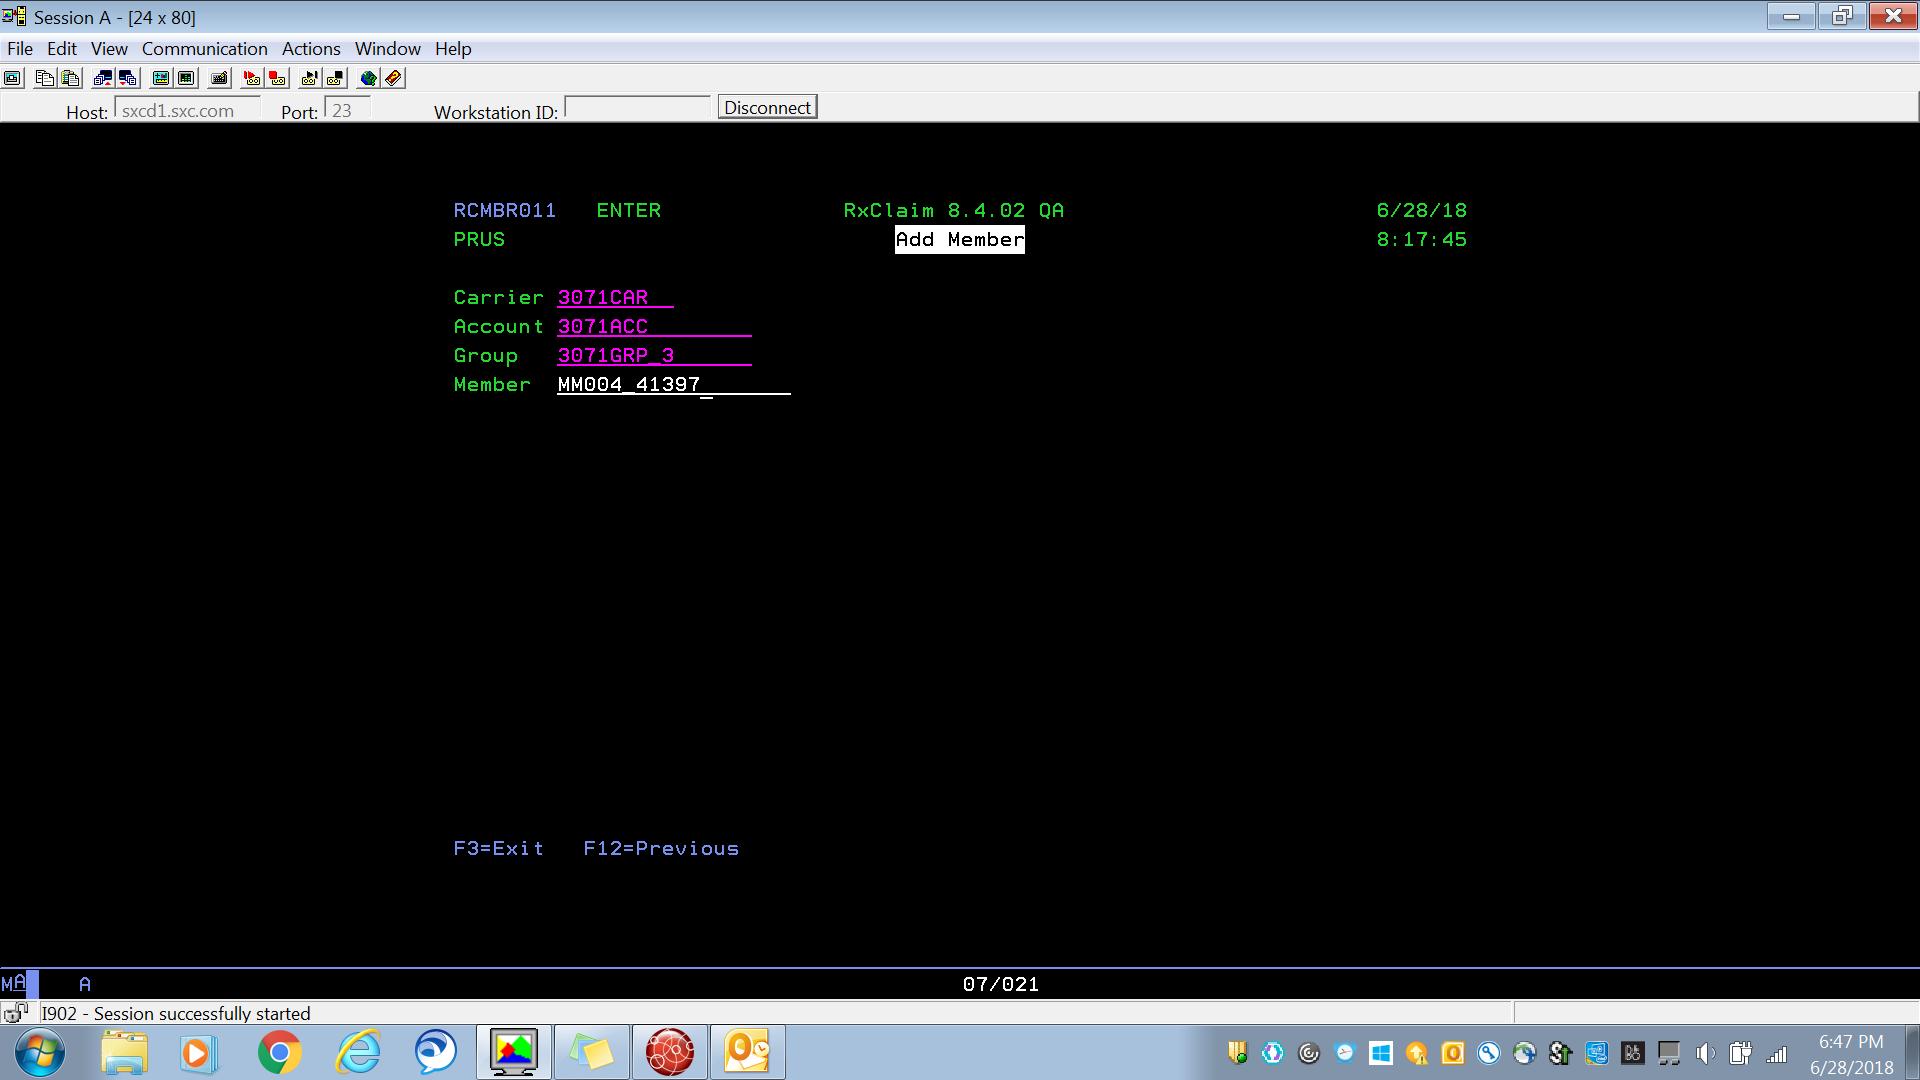 Session A - [24 x 80]
File Edit View Communication Actions Window Help
Host: sxcd1.sxc.com Port: 23 Workstation ID: Disconnect
RCMBR011 ENTER RxClaim 8.4.02 QA 6/28/18
PRUS Add Member 8:17:45
Carrier 3071CAR
Account 3071ACC
Group 3071GRP_3
Member MM004_41397
F3=Exit F12=Previous
MA A 07/021
I902 - Session successfully started
6:47 PM
6/28/2018